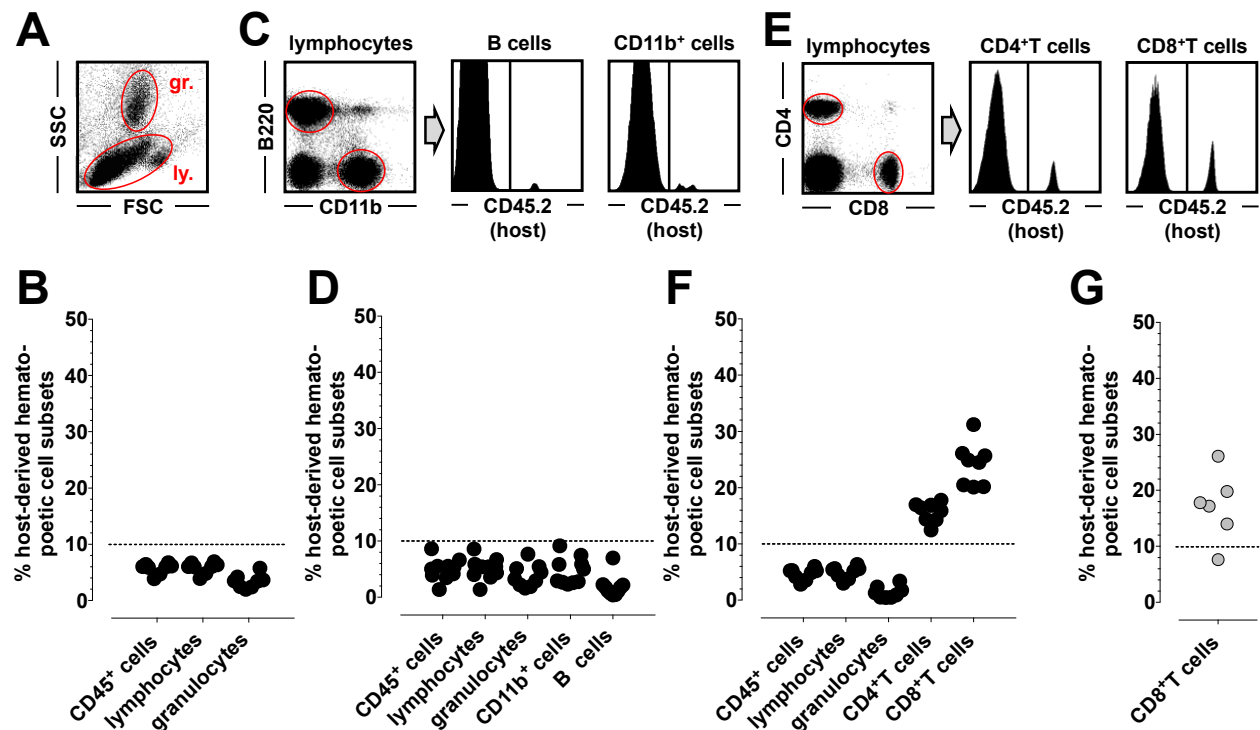 A
SSC
gr.
ly.
FSC
C
lymphocytes
B220
CD11b
B cells
CD45.2
(host)
CD11b⁺ cells
CD45.2
(host)
E
lymphocytes
CD4
CD8
CD4⁺T cells
CD45.2
(host)
CD8⁺T cells
CD45.2
(host)
B
% host-derived hemato-
poetic cell subsets
50
40
30
20
10
0
CD45⁺ cells
lymphocytes
granulocytes
D
% host-derived hemato-
poetic cell subsets
50
40
30
20
10
0
CD45⁺ cells
lymphocytes
granulocytes
CD11b⁺ cells
B cells
F
% host-derived hemato-
poetic cell subsets
50
40
30
20
10
0
CD45⁺ cells
lymphocytes
granulocytes
CD4⁺T cells
CD8⁺T cells
G
% host-derived hemato-
poetic cell subsets
50
40
30
20
10
0
CD8⁺T cells